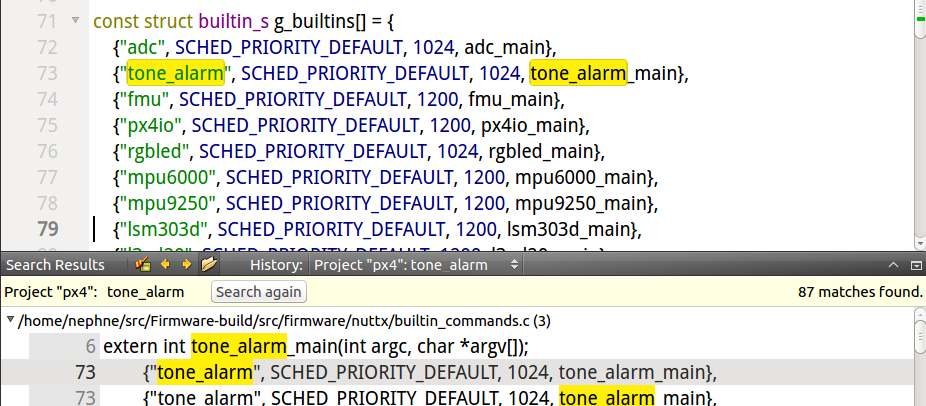 71 const struct builtin_s g_builtins[] = {
72 {"adc", SCHED_PRIORITY_DEFAULT, 1024, adc_main},
73 {"tone_alarm", SCHED_PRIORITY_DEFAULT, 1024, tone_alarm_main},
74 {"fmu", SCHED_PRIORITY_DEFAULT, 1200, fmu_main},
75 {"px4io", SCHED_PRIORITY_DEFAULT, 1200, px4io_main},
76 {"rgbled", SCHED_PRIORITY_DEFAULT, 1024, rgbled_main},
77 {"mpu6000", SCHED_PRIORITY_DEFAULT, 1200, mpu6000_main},
78 {"mpu9250", SCHED_PRIORITY_DEFAULT, 1200, mpu9250_main},
79 {"lsm303d", SCHED_PRIORITY_DEFAULT, 1200, lsm303d_main},
Search Results History: Project "px4": tone_alarm
Project "px4": tone_alarm Search again 87 matches found.
/home/nephne/src/Firmware-build/src/firmware/nuttx/builtin_commands.c (3)
6 extern int tone_alarm_main(int argc, char *argv[]);
73 {"tone_alarm", SCHED_PRIORITY_DEFAULT, 1024, tone_alarm_main},
73 {"tone_alarm", SCHED_PRIORITY_DEFAULT, 1024, tone_alarm_main},